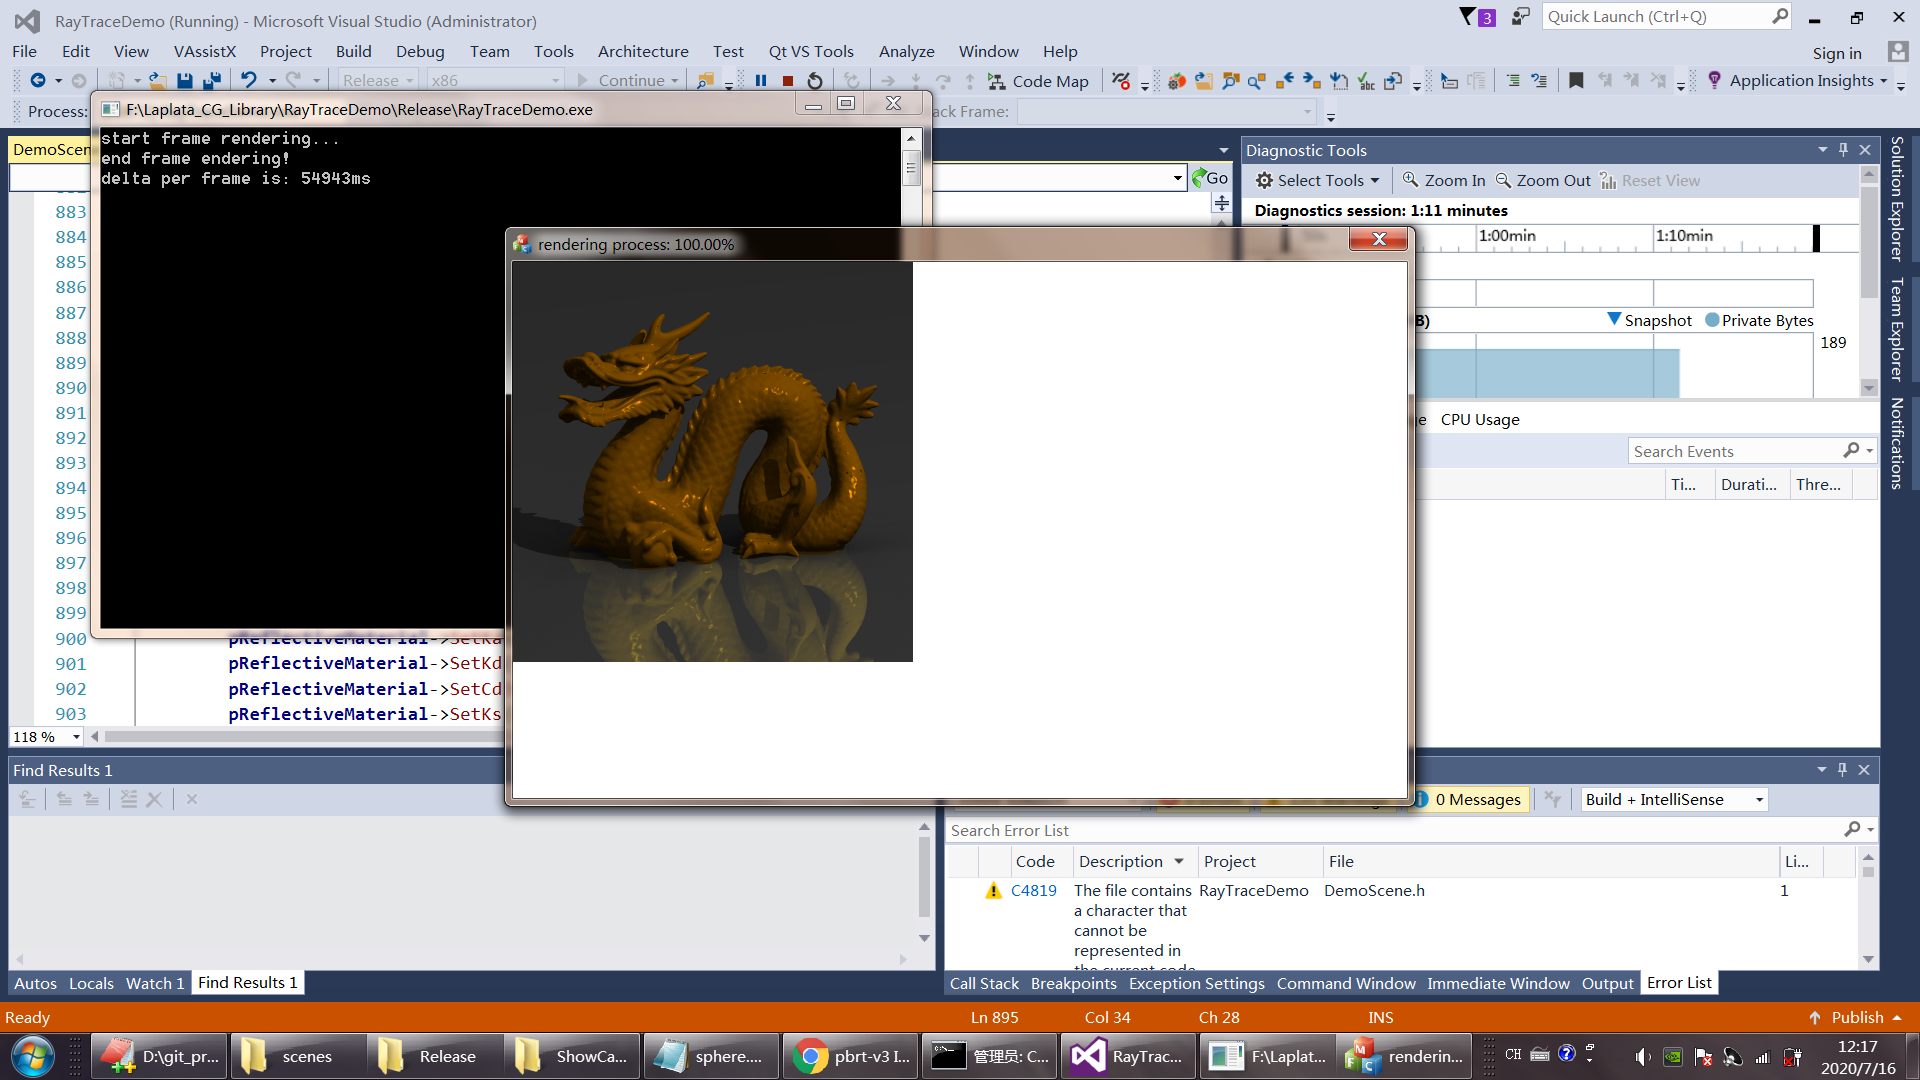 RayTraceDemo (Running) - Microsoft Visual Studio (Administrator)
3
Quick Launch (Ctrl+Q)
File Edit View VAssistX Project Build Debug Team Tools Architecture Test Qt VS Tools Analyze Window Help
Sign in
Release x86 Continue Code Map Application Insights
Process:
ack Frame:
F:\Laplata_CG_Library\RayTraceDemo\Release\RayTraceDemo.exe
start frame rendering...
end frame endering!
delta per frame is: 54943ms
DemoScen
Go
883
884
885
886
887
888
889
890
891
892
893
894
895
896
897
898
899
900 pReflectiveMaterial->SetKa
901 pReflectiveMaterial->SetKd
902 pReflectiveMaterial->SetCd
903 pReflectiveMaterial->SetKs
118 %
rendering process: 100.00%
Diagnostic Tools
Select Tools Zoom In Zoom Out Reset View
Diagnostics session: 1:11 minutes
1:00min 1:10min
B) Snapshot Private Bytes
189
e CPU Usage
Search Events
Ti... Durati... Thre...
Solution Explorer
Team Explorer
Notifications
Find Results 1
0 Messages Build + IntelliSense
Search Error List
Code Description Project File Li...
C4819 The file contains RayTraceDemo DemoScene.h 1
a character that
cannot be
represented in
the current code
Autos Locals Watch 1 Find Results 1
Call Stack Breakpoints Exception Settings Command Window Immediate Window Output Error List
Ready Ln 895 Col 34 Ch 28 INS Publish
D:\git_pr... scenes Release ShowCa... sphere.... pbrt-v3 I... 管理员: C... RayTrac... F:\Laplat... renderin... CH
12:17
2020/7/16